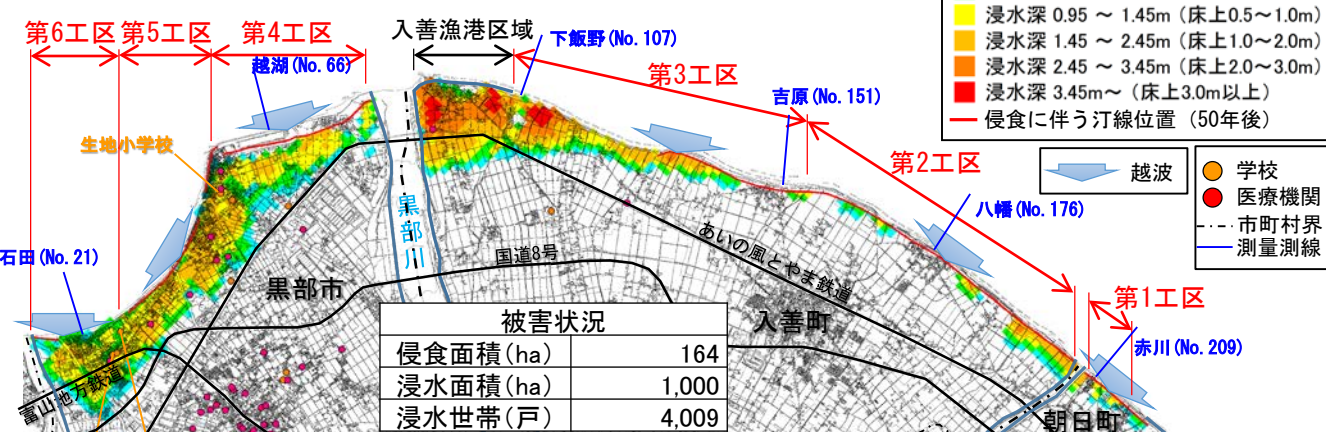 第6工区
第5工区
第4工区
入善漁港区域
下飯野(No.107)
越湖(No.66)
第3工区
吉原(No.151)
生地小学校
第2工区
八幡(No.176)
石田(No.21)
黒部川
あいの風とやま鉄道
国道8号
黒部市
入善町
第1工区
赤川(No.209)
富山地方鉄道
朝日町
浸水深 0.95 ～ 1.45m（床上0.5～1.0m）
浸水深 1.45 ～ 2.45m（床上1.0～2.0m）
浸水深 2.45 ～ 3.45m（床上2.0～3.0m）
浸水深 3.45m～（床上3.0m以上）
侵食に伴う汀線位置（50年後）
越波
学校
医療機関
市町村界
測量測線
被害状況
侵食面積(ha) 164
浸水面積(ha) 1,000
浸水世帯(戸) 4,009